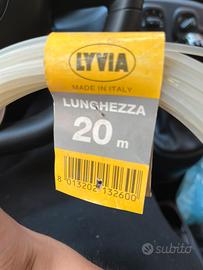 LYVIA
MADE IN ITALY
LUNGHEZZA
20 m
8 013202 132600
subito